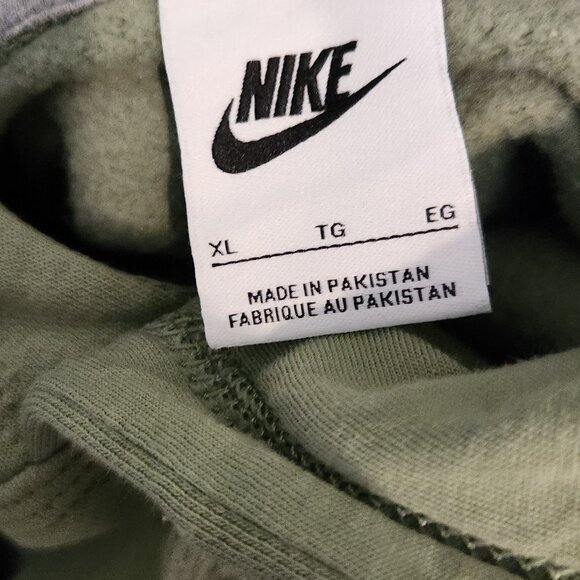 NIKE
XL TG EG
MADE IN PAKISTAN
FABRIQUE AU PAKISTAN